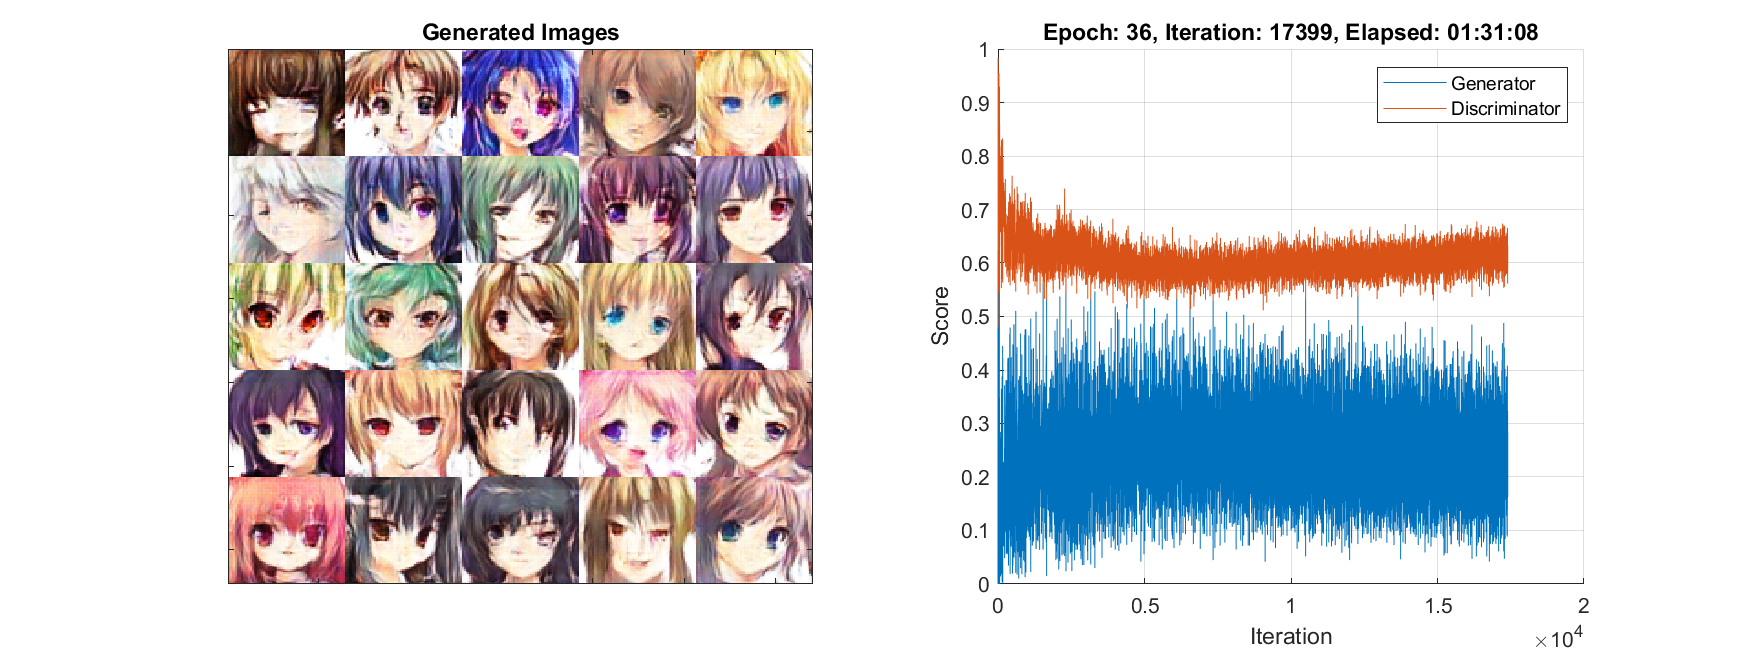 Generated Images
Epoch: 36, Iteration: 17399, Elapsed: 01:31:08
Generator
Discriminator
1
0.9
0.8
0.7
0.6
0.5
0.4
0.3
0.2
0.1
0
Score
0
0.5
1
1.5
2
Iteration
×10⁴